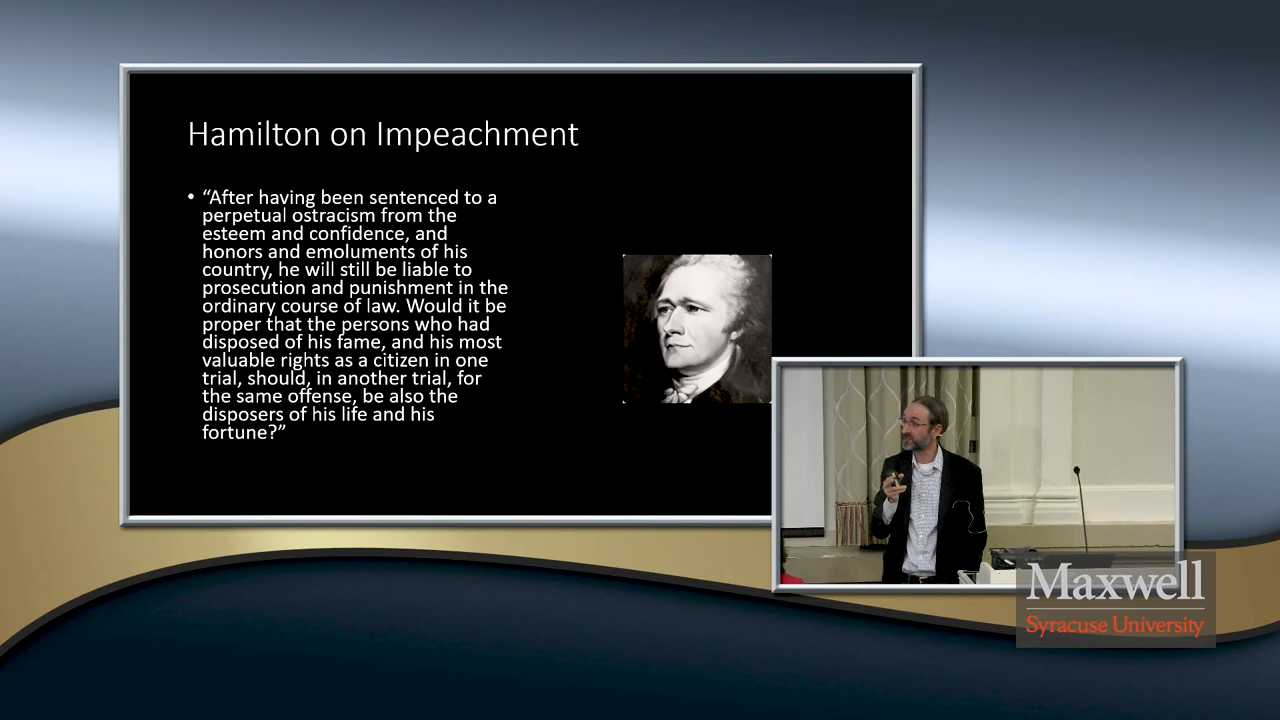 Hamilton on Impeachment
• “After having been sentenced to a
perpetual ostracism from the
esteem and confidence, and
honors and emoluments of his
country, he will still be liable to
prosecution and punishment in the
ordinary course of law. Would it be
proper that the persons who had
disposed of his fame, and his most
valuable rights as a citizen in one
trial, should, in another trial, for
the same offense, be also the
disposers of his life and his
fortune?”
Maxwell
Syracuse University